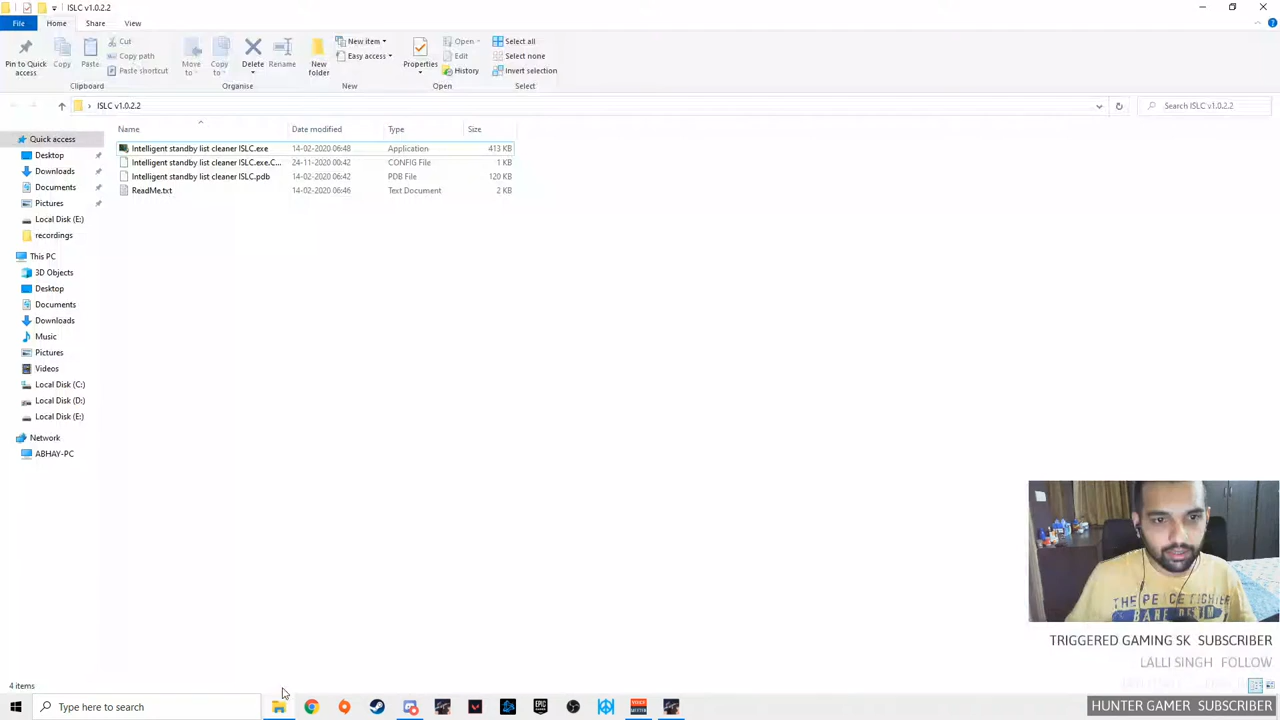 ISLC v1.0.2.2
File Home Share View
Pin to Quick access
Copy
Paste
Cut
Copy path
Paste shortcut
Clipboard
Move to
Copy to
Delete
Rename
Organise
New folder
New item
Easy access
New
Properties
Open
Edit
History
Open
Select all
Select none
Invert selection
Select
ISLC v1.0.2.2
Search ISLC v1.0.2.2
Name Date modified Type Size
Intelligent standby list cleaner ISLC.exe 14-02-2020 06:48 Application 413 KB
Intelligent standby list cleaner ISLC.exe.C... 24-11-2020 00:42 CONFIG File 1 KB
Intelligent standby list cleaner ISLC.pdb 14-02-2020 06:42 PDB File 120 KB
ReadMe.txt 14-02-2020 06:46 Text Document 2 KB
Quick access
Desktop
Downloads
Documents
Pictures
Local Disk (E:)
recordings
This PC
3D Objects
Desktop
Documents
Downloads
Music
Pictures
Videos
Local Disk (C:)
Local Disk (D:)
Local Disk (E:)
Network
ABHAY-PC
THE PE CE FIGHTER
TRIGGERED GAMING SK SUBSCRIBER
LALLI SINGH FOLLOW
HUNTER GAMER SUBSCRIBER
4 items
Type here to search
EPIC